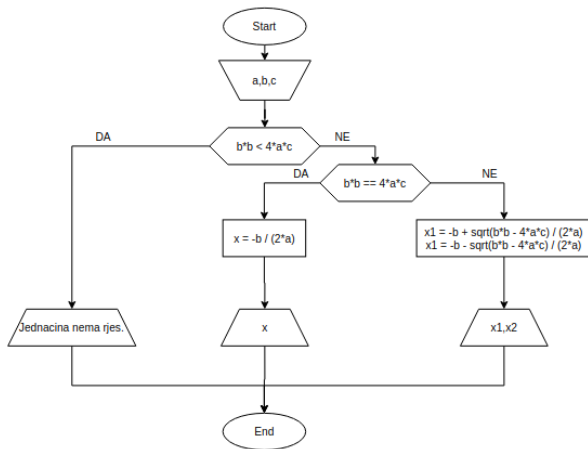 Start
a,b,c
DA
b*b < 4*a*c
NE
DA
b*b == 4*a*c
NE
x = -b / (2*a)
x1 = -b + sqrt(b*b - 4*a*c) / (2*a)
x1 = -b - sqrt(b*b - 4*a*c) / (2*a)
Jednacina nema rjes.
x
x1,x2
End